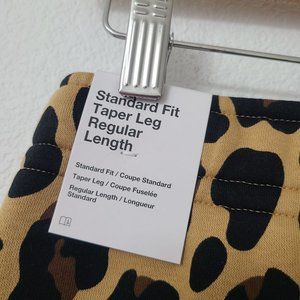 Standard Fit
Taper Leg
Regular
Length
Standard Fit / Coupe Standard
Taper Leg / Coupe Fuselée
Regular Length / Longueur
Standard